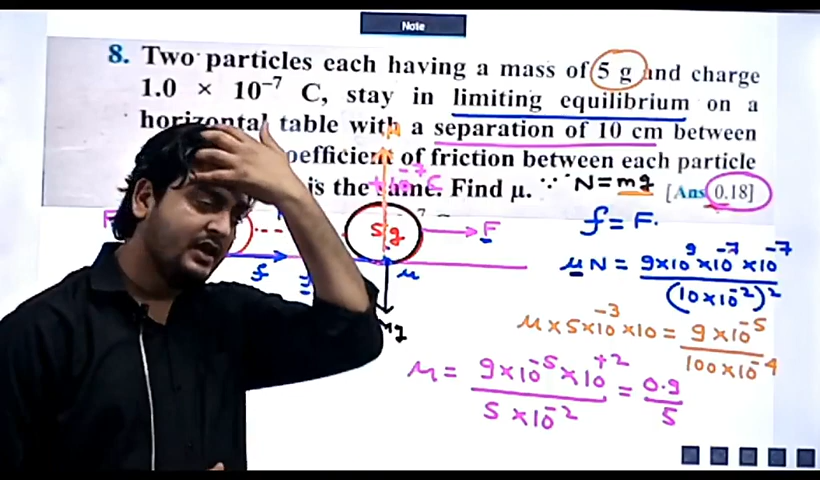 Note
8. Two particles each having a mass of 5 g and charge
1.0 × 10⁻⁷ C, stay in limiting equilibrium on a
horizontal table with a separation of 10 cm between
oefficient of friction between each particle
is the same. Find μ. ∵ N = mg [Ans 0.18]
f = F.
5g F
f μ
mg
μN = 9×10⁹×10⁻⁷×10⁻⁷ / (10×10⁻²)²
μ×5×10⁻³×10 = 9×10⁻⁵ / 100×10⁻⁴
μ = 9×10⁻⁵×10⁺² / 5×10⁻² = 0.9 / 5